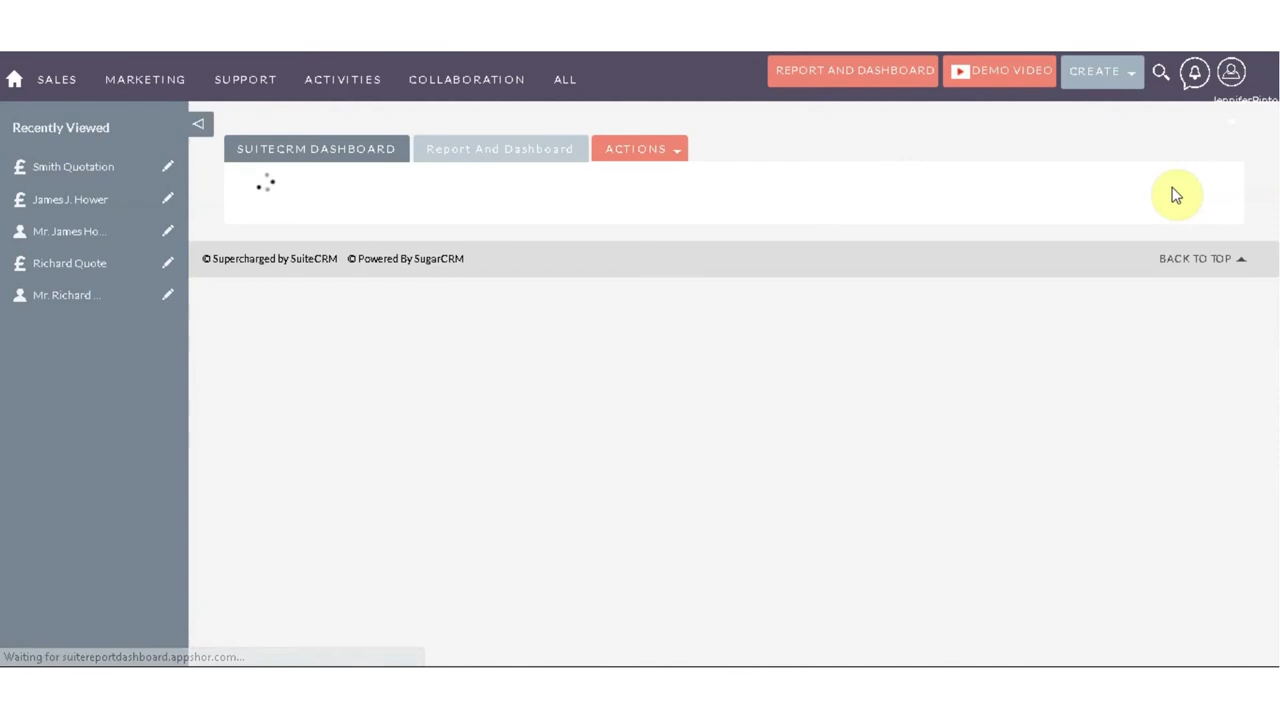 SALES MARKETING SUPPORT ACTIVITIES COLLABORATION ALL REPORT AND DASHBOARD DEMO VIDEO CREATE
JenniferPinto
Recently Viewed
Smith Quotation
James J. Hower
Mr. James Ho...
Richard Quote
Mr. Richard ...
SUITECRM DASHBOARD Report And Dashboard ACTIONS
© Supercharged by SuiteCRM © Powered By SugarCRM BACK TO TOP
Waiting for suitereportdashboard.appshor.com...